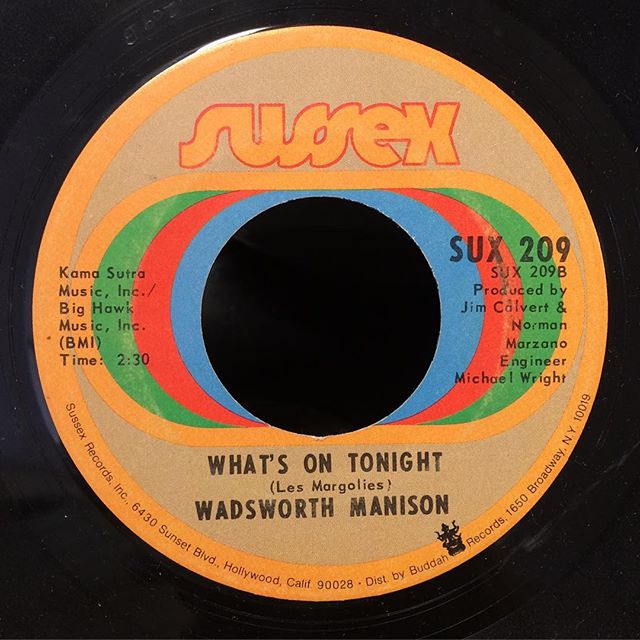 sussex
SUX 209
SUX 209B
Produced by
Jim Calvert &
Norman
Marzano
Engineer
Michael Wright
Kama Sutra
Music, Inc./
Big Hawk
Music, Inc.
(BMI)
Time: 2:30
WHAT'S ON TONIGHT
(Les Margolies)
WADSWORTH MANISON
Sussex Records, Inc., 6430 Sunset Blvd., Hollywood, Calif. 90028 • Dist. by Buddah Records, 1650 Broadway, N.Y. 10019